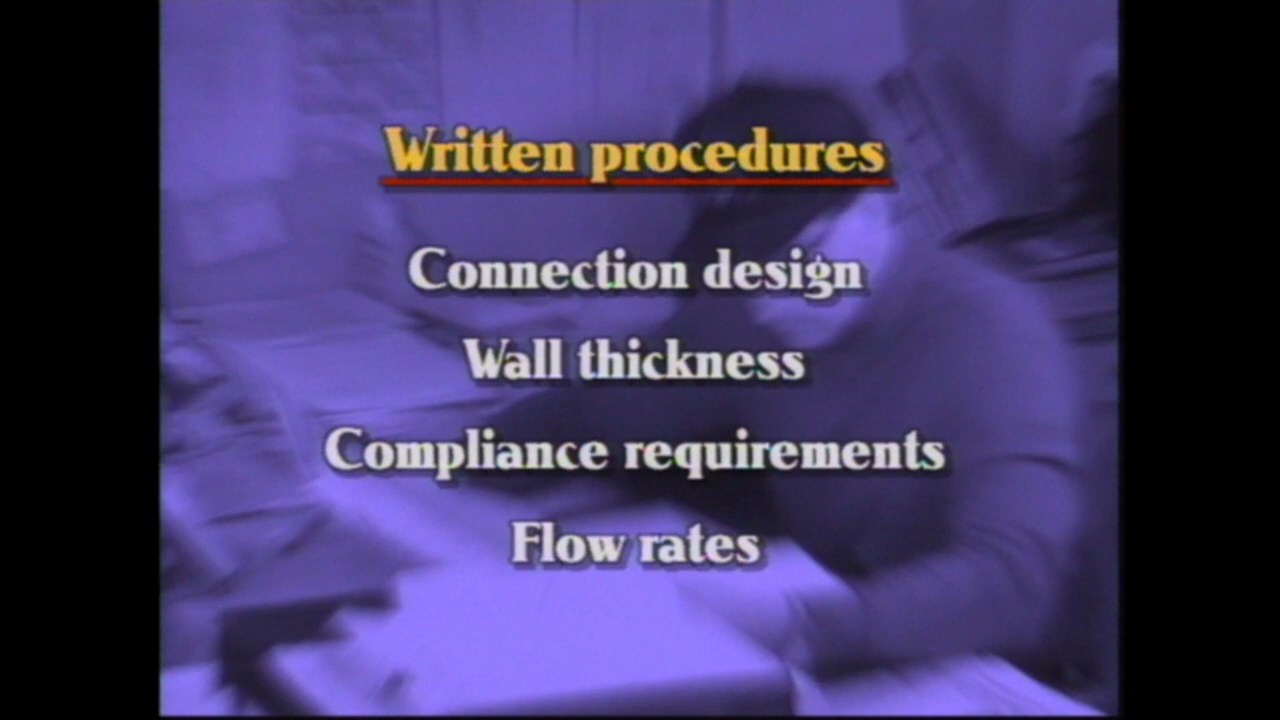 Written procedures
Connection design
Wall thickness
Compliance requirements
Flow rates